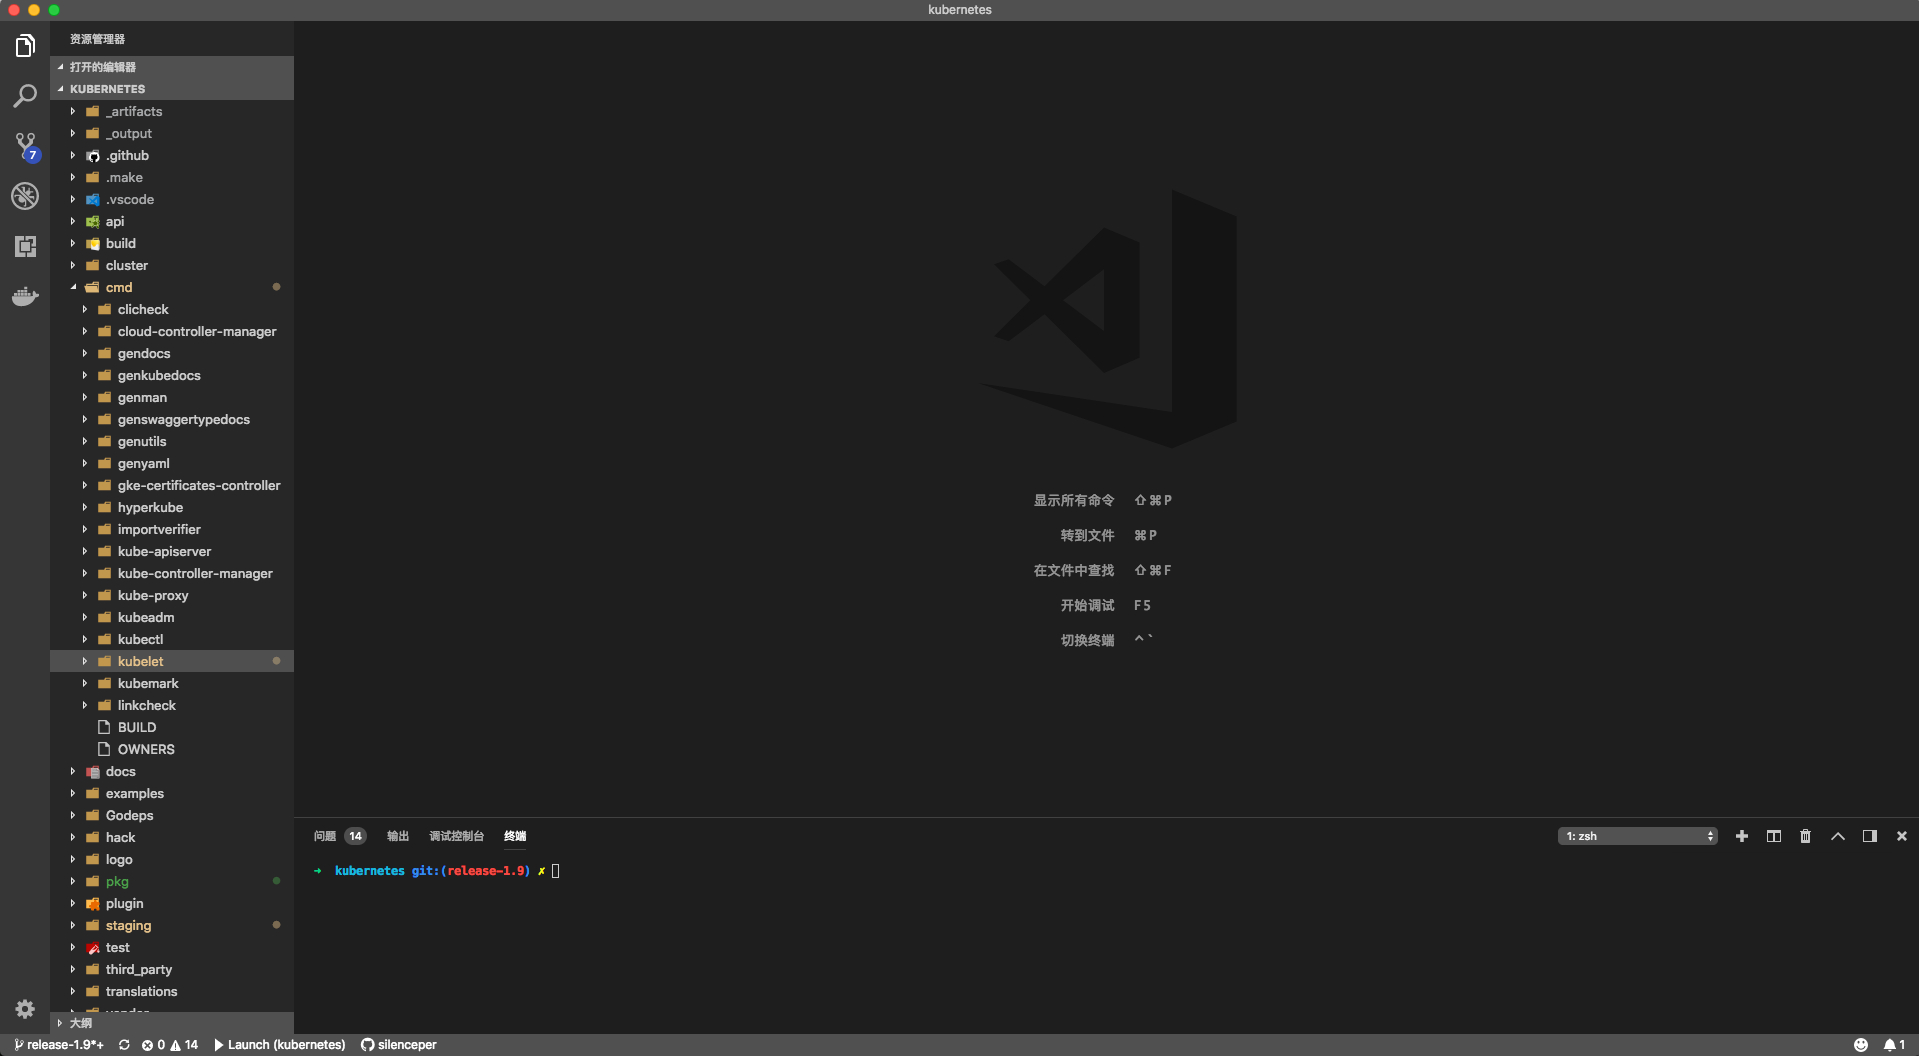 kubernetes
资源管理器
打开的编辑器
KUBERNETES
_artifacts
_output
.github
.make
.vscode
api
build
cluster
cmd
clicheck
cloud-controller-manager
gendocs
genkubedocs
genman
genswaggertypedocs
genutils
genyaml
gke-certificates-controller
hyperkube
importverifier
kube-apiserver
kube-controller-manager
kube-proxy
kubeadm
kubectl
kubelet
kubemark
linkcheck
BUILD
OWNERS
docs
examples
Godeps
hack
logo
pkg
plugin
staging
test
third_party
translations
大纲
7
显示所有命令 ⇧⌘P
转到文件 ⌘P
在文件中查找 ⇧⌘F
开始调试 F5
切换终端 ^`
问题 14 输出 调试控制台 终端 1: zsh
➜ kubernetes git:(release-1.9) ✗
release-1.9*+ 0 14 Launch (kubernetes) silenceper 1